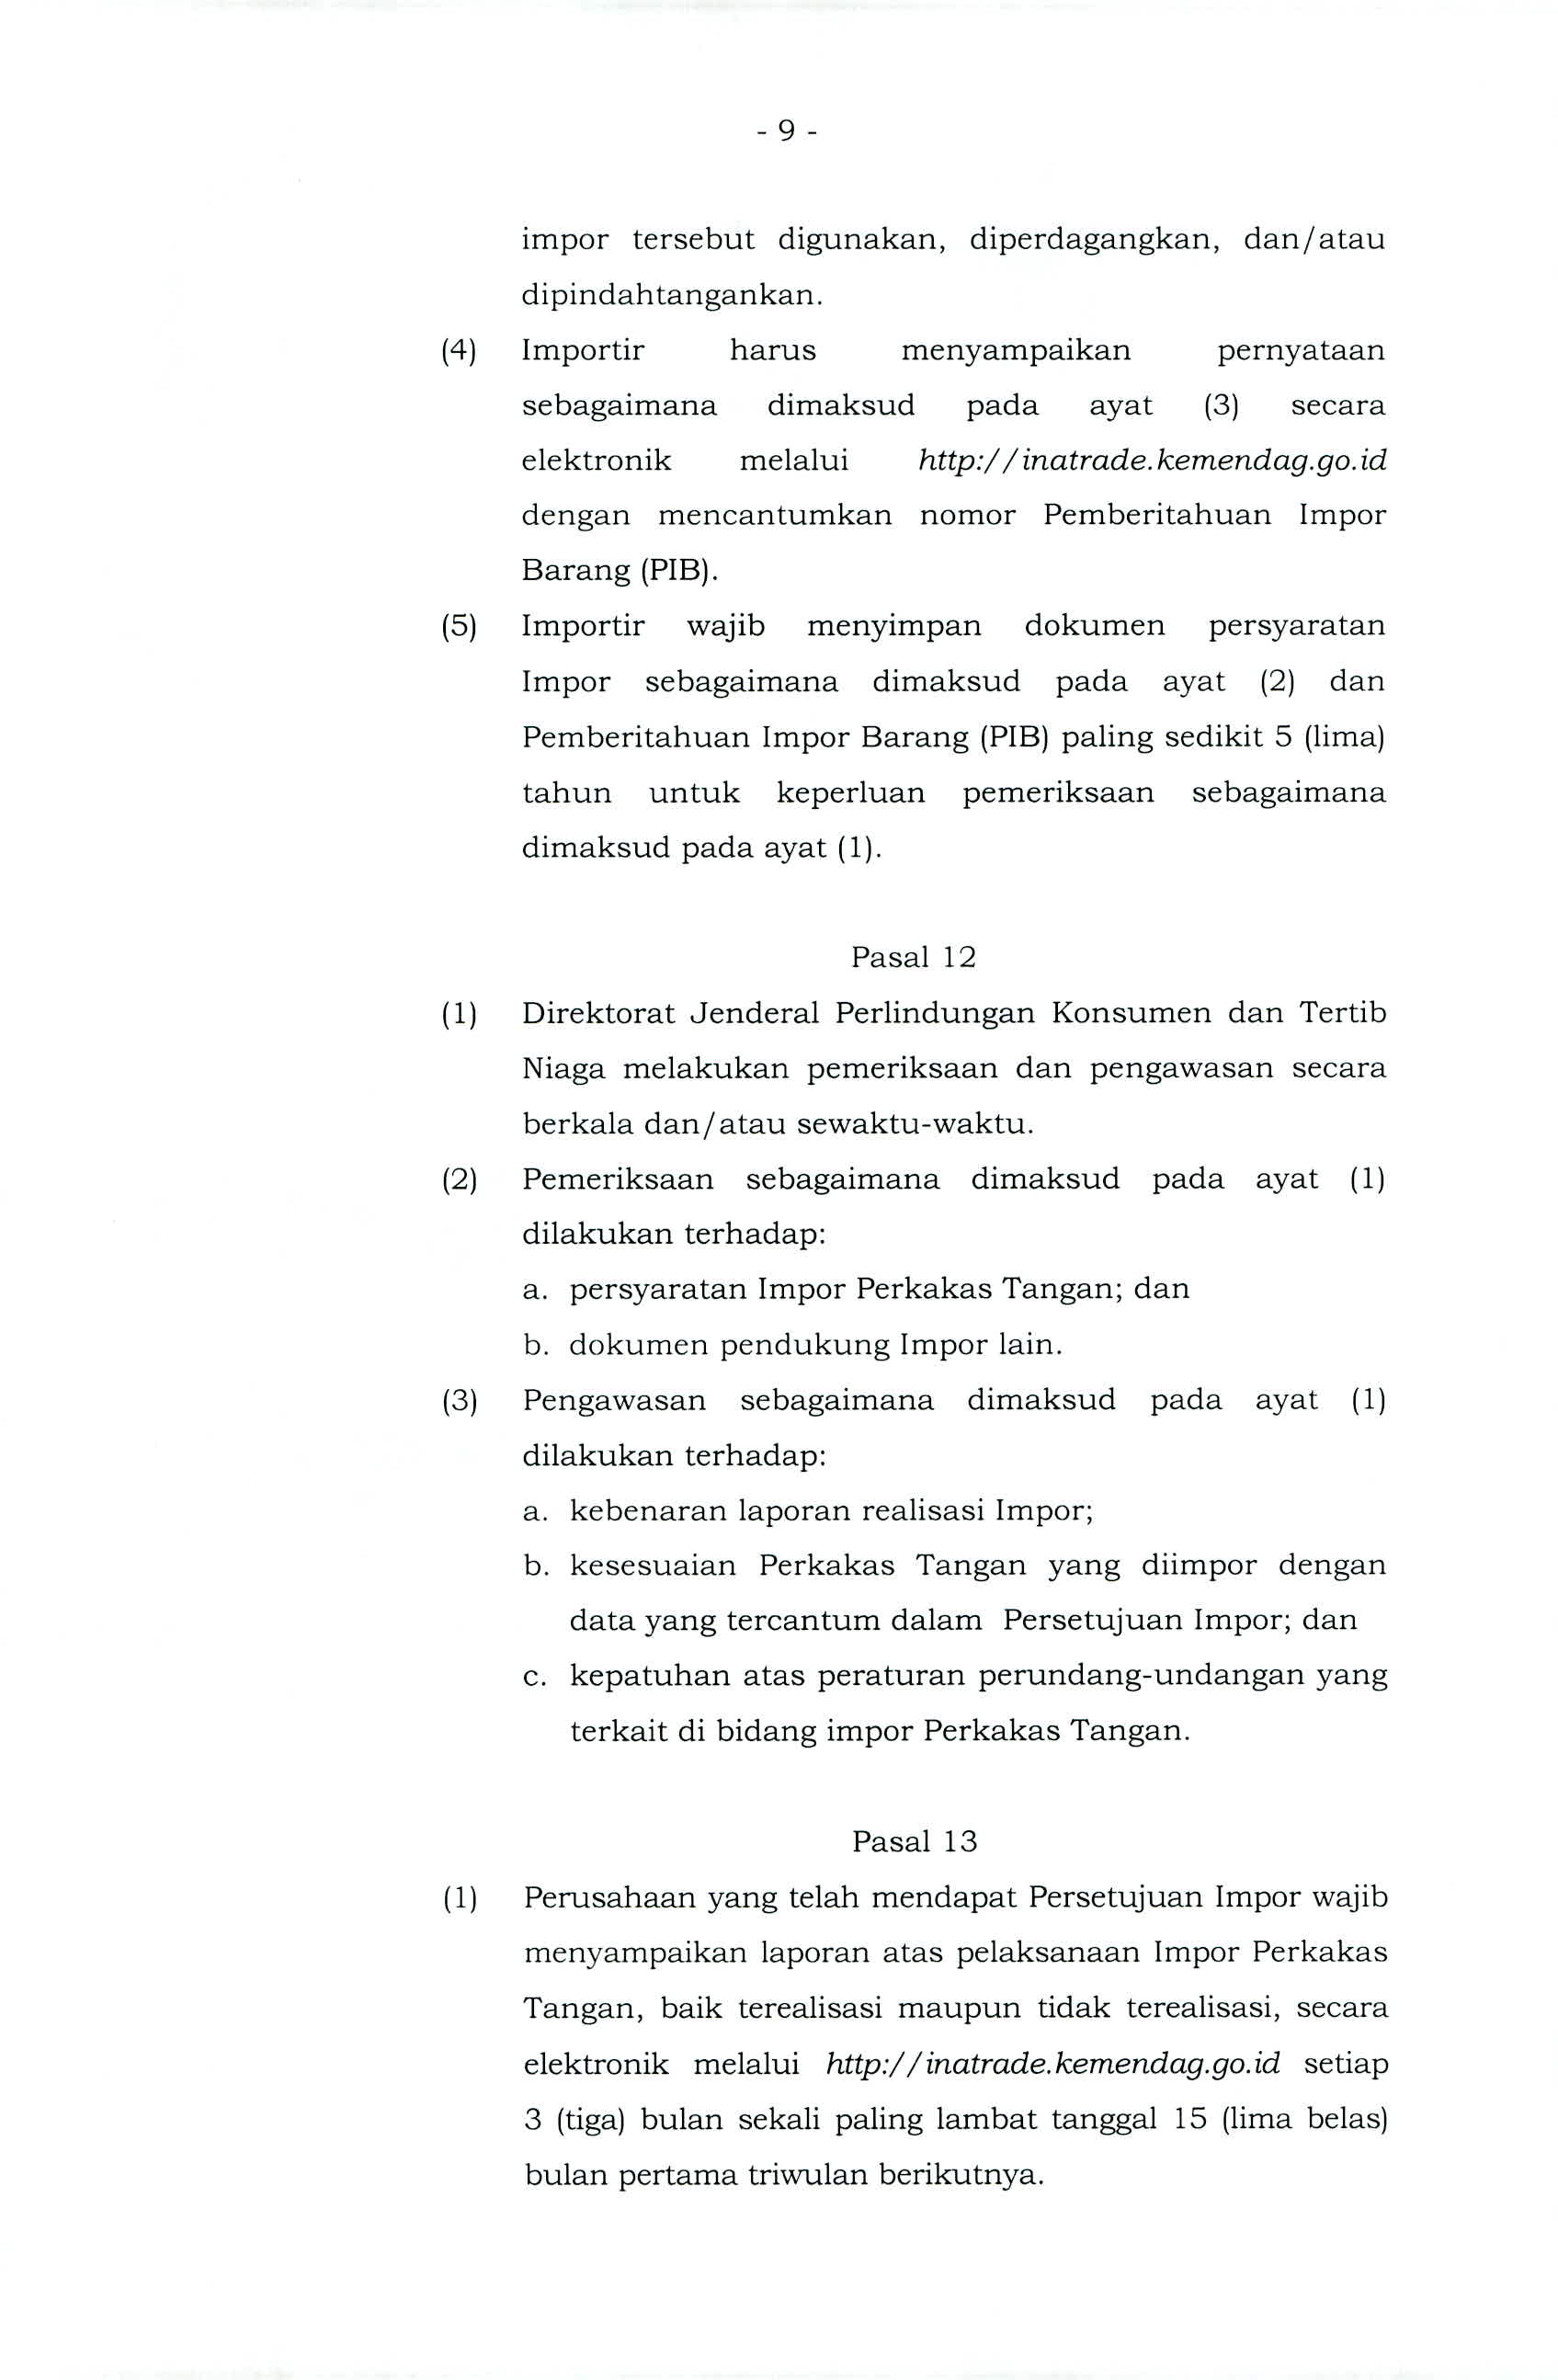 - 9 -
impor tersebut digunakan, diperdagangkan, dan/atau
dipindahtangankan.
(4) Importir harus menyampaikan pernyataan
sebagaimana dimaksud pada ayat (3) secara
elektronik melalui http://inatrade.kemendag.go.id
dengan mencantumkan nomor Pemberitahuan Impor
Barang (PIB).
(5) Importir wajib menyimpan dokumen persyaratan
Impor sebagaimana dimaksud pada ayat (2) dan
Pemberitahuan Impor Barang (PIB) paling sedikit 5 (lima)
tahun untuk keperluan pemeriksaan sebagaimana
dimaksud pada ayat (1).
Pasal 12
(1) Direktorat Jenderal Perlindungan Konsumen dan Tertib
Niaga melakukan pemeriksaan dan pengawasan secara
berkala dan/atau sewaktu-waktu.
(2) Pemeriksaan sebagaimana dimaksud pada ayat (1)
dilakukan terhadap:
a. persyaratan Impor Perkakas Tangan; dan
b. dokumen pendukung Impor lain.
(3) Pengawasan sebagaimana dimaksud pada ayat (1)
dilakukan terhadap:
a. kebenaran laporan realisasi Impor;
b. kesesuaian Perkakas Tangan yang diimpor dengan
data yang tercantum dalam Persetujuan Impor; dan
c. kepatuhan atas peraturan perundang-undangan yang
terkait di bidang impor Perkakas Tangan.
Pasal 13
(1) Perusahaan yang telah mendapat Persetujuan Impor wajib
menyampaikan laporan atas pelaksanaan Impor Perkakas
Tangan, baik terealisasi maupun tidak terealisasi, secara
elektronik melalui http://inatrade.kemendag.go.id setiap
3 (tiga) bulan sekali paling lambat tanggal 15 (lima belas)
bulan pertama triwulan berikutnya.